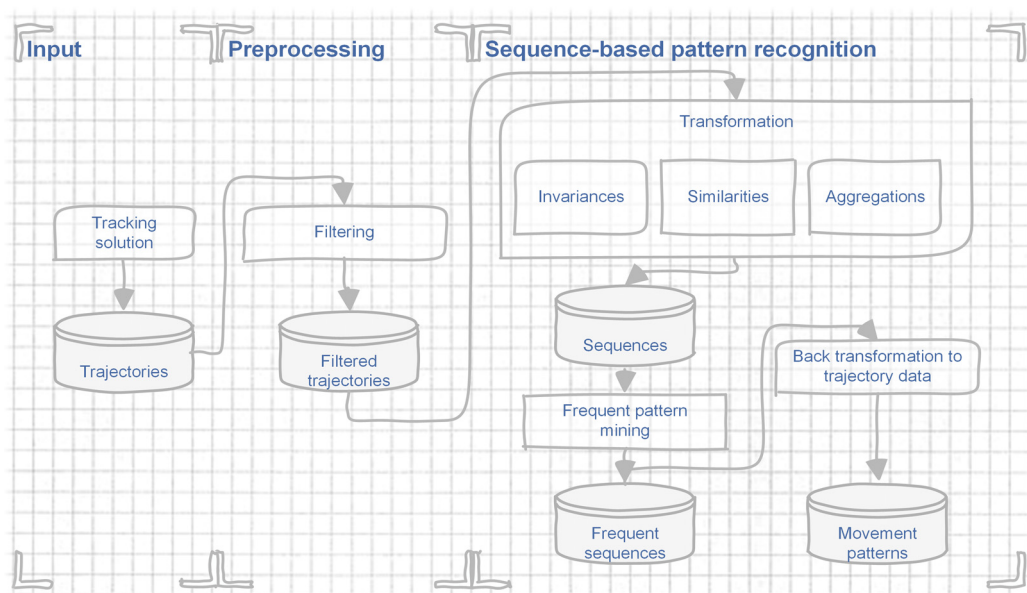 Input
Preprocessing
Sequence-based pattern recognition
Tracking
solution
Trajectories
Filtering
Filtered
trajectories
Transformation
Invariances
Similarities
Aggregations
Sequences
Frequent pattern
mining
Frequent
sequences
Back transformation to
trajectory data
Movement
patterns